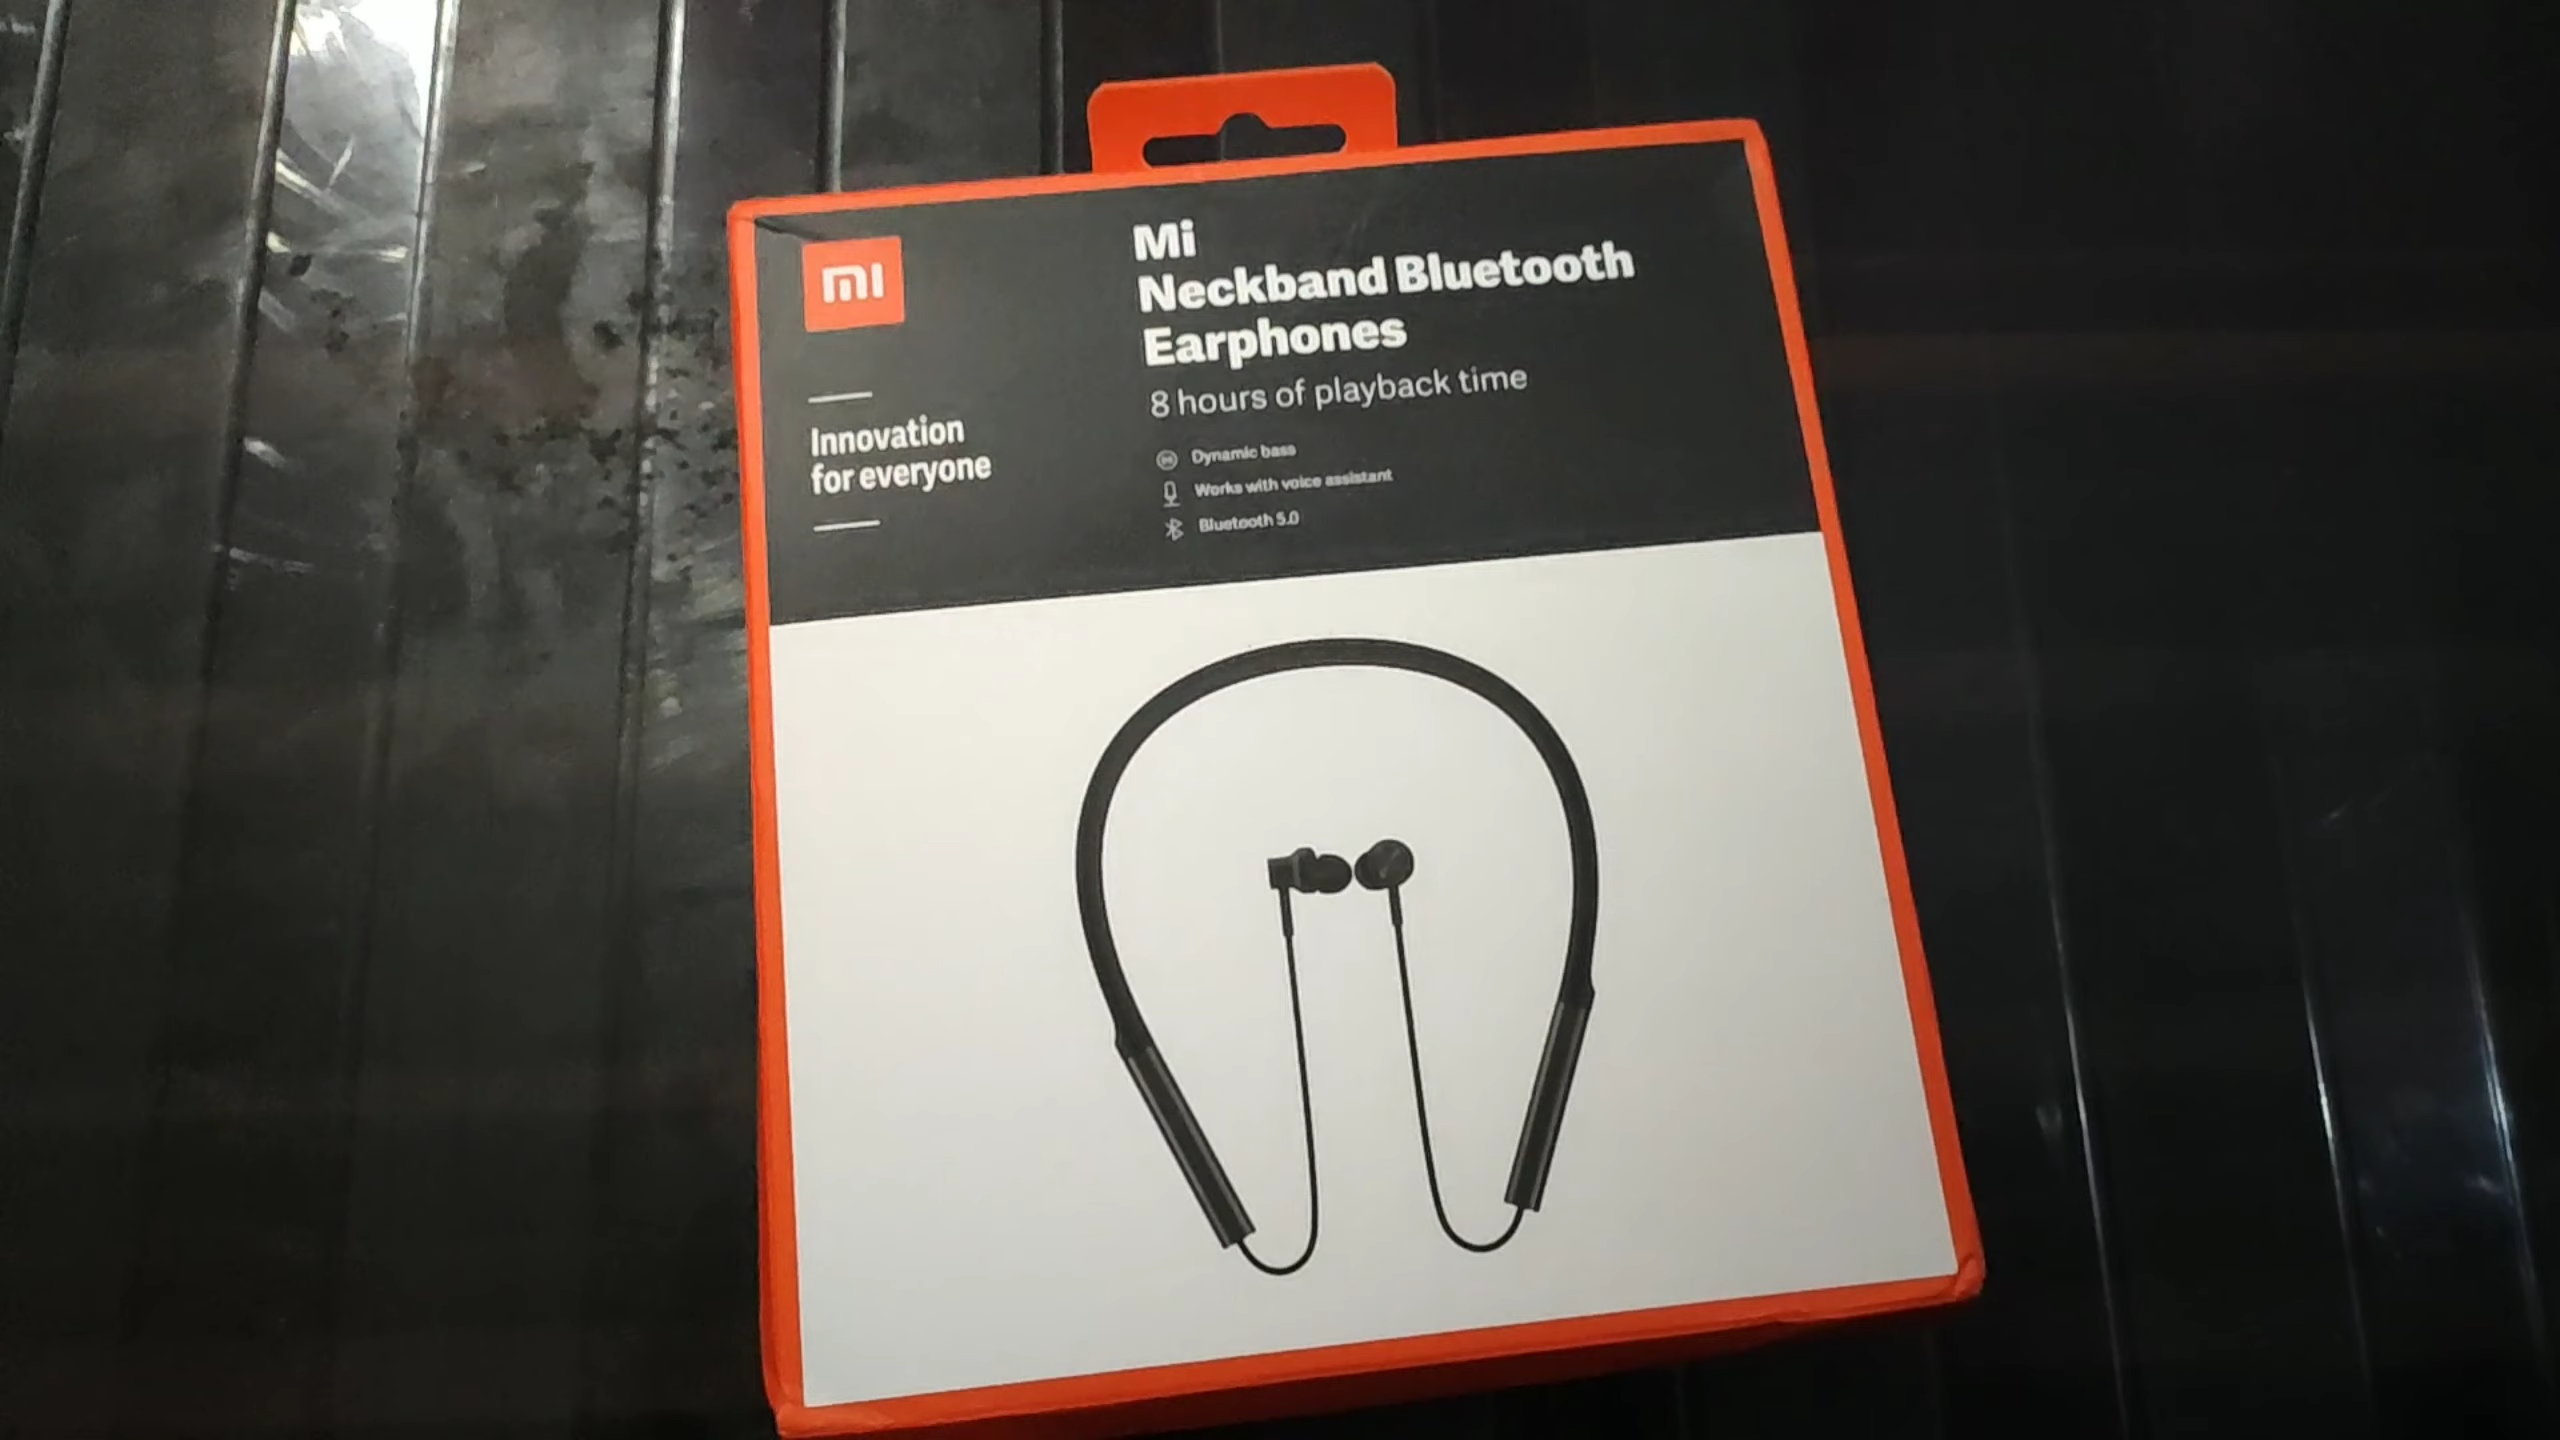 mi
Innovation
for everyone
Mi
Neckband Bluetooth
Earphones
8 hours of playback time
Dynamic bass
Works with voice assistant
Bluetooth 5.0